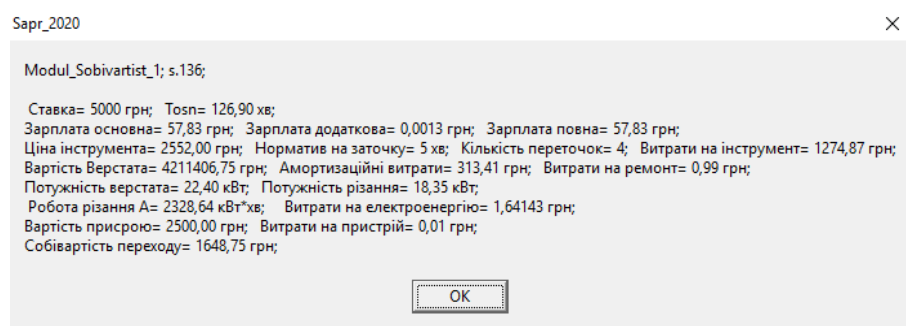 Sapr_2020
Modul_Sobivartist_1; s.136;
Ставка= 5000 грн; Tosn= 126,90 хв;
Зарплата основна= 57,83 грн; Зарплата додаткова= 0,0013 грн; Зарплата повна= 57,83 грн;
Ціна інструмента= 2552,00 грн; Норматив на заточку= 5 хв; Кількість переточок= 4; Витрати на інструмент= 1274,87 грн;
Вартість Верстата= 4211406,75 грн; Амортизаційні витрати= 313,41 грн; Витрати на ремонт= 0,99 грн;
Потужність верстата= 22,40 кВт; Потужність різання= 18,35 кВт;
Робота різання А= 2328,64 кВт*хв; Витрати на електроенергію= 1,64143 грн;
Вартість присрою= 2500,00 грн; Витрати на пристрій= 0,01 грн;
Собівартість переходу= 1648,75 грн;
OK